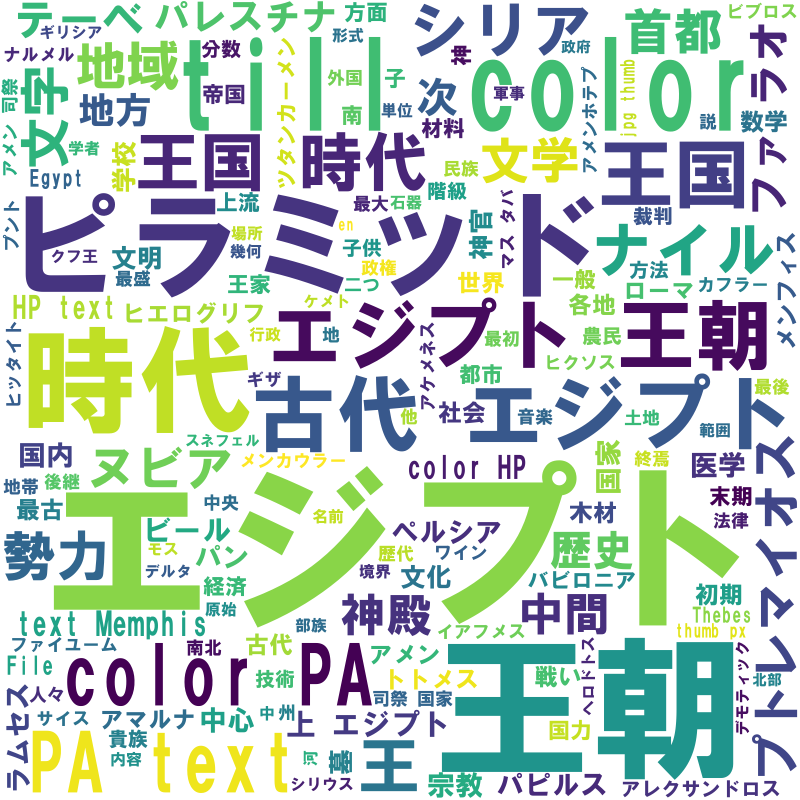 テーベ
パレスチナ
方面
シリア
首都
ビブロス
ギリシア
ナルメル
地域
till
分数
形式
color
政府
神
ファラオ
司祭
アメン
文字
地方
帝国
ツタンカーメン
外国
子
南
単位
次
軍事
アメンホテプ
jpg thumb
説
数学
学者
Egypt
学校
王国
時代
材料
文学
民族
階級
王国
ブント
上流
最大
石器
マスタバ
裁判
ピラミッド
クフ王
場所
幾何
en
子供
神官
ナイル
文明
最盛
王家
二つ
政権
世界
一般
方法
カフラー
メンフィス
HP text
ヒエログリフ
ケメト
各地
ローマ
ヒッタイト
時代
行政
地
エジプト
最初
農民
王朝
ギザ
アケメネス
ヒクソス
都市
最後
古代
他
社会
音楽
エジプト
土地
範囲
国内
スネフェル
ヌビア
メンカウラー
color HP
国家
終焉
医学
地帯
後継
最古
中央
名前
末期
エジプト
ビール
ペルシア
木材
法律
勢力
モス
パン
歴代
ワイン
歴史
デルタ
経済
境界
文化
バビロニア
初期
原始
神殿
中間
Thebes
text Memphis
部族
イアフメス
thumb px
プトレマイオス
ファイユーム
南北
古代
アメン
ヘロドトス
デモティック
File
color PA
技術
トトメス
戦い
王朝
北部
ラムセス
人々
司祭 国家
サイス
アマルナ
中心
中州
上 エジプト
国力
貴族
PA text
内容
河
墓
王
シリウス
宗教
パピルス
アレクサンドロス